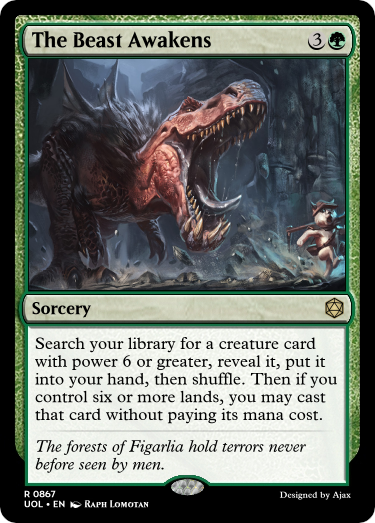 The Beast Awakens 3
Sorcery
Search your library for a creature card
with power 6 or greater, reveal it, put it
into your hand, then shuffle. Then if you
control six or more lands, you may cast
that card without paying its mana cost.
The forests of Figarlia hold terrors never
before seen by men.
R 0867
UOL • EN Raph Lomotan
Designed by Ajax